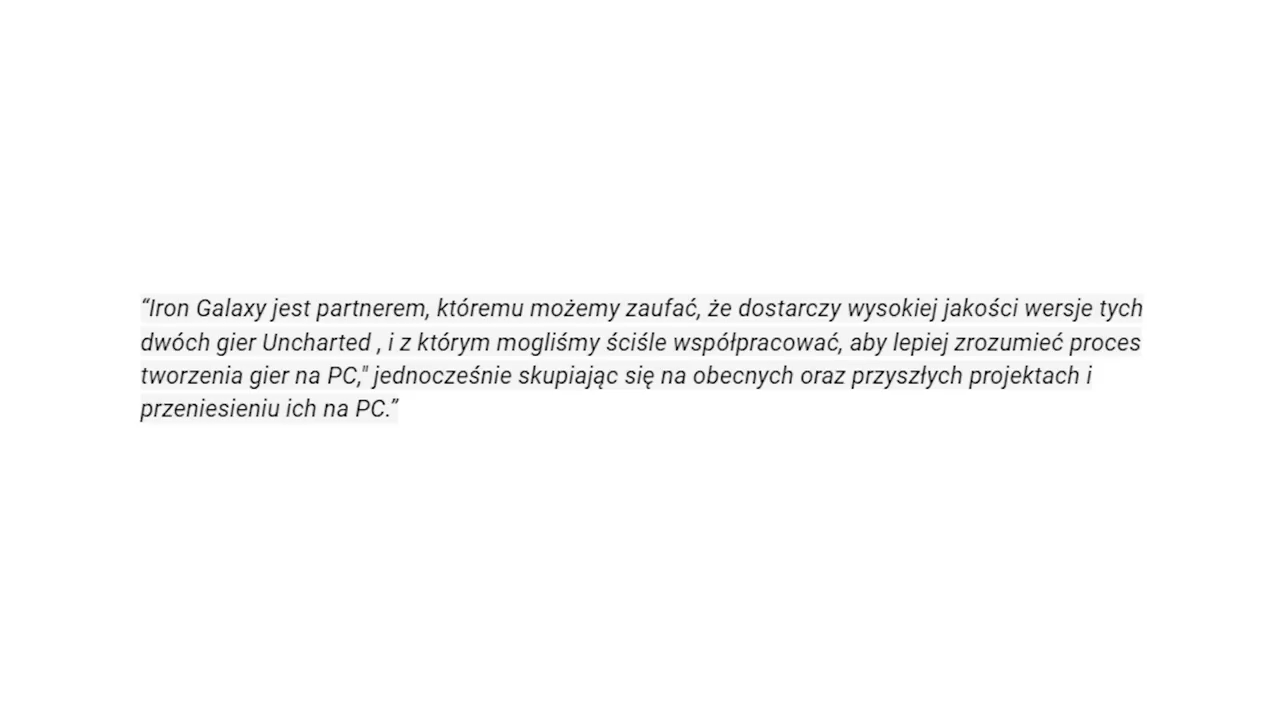 “Iron Galaxy jest partnerem, któremu możemy zaufać, że dostarczy wysokiej jakości wersje tych
dwóch gier Uncharted , i z którym mogliśmy ściśle współpracować, aby lepiej zrozumieć proces
tworzenia gier na PC," jednocześnie skupiając się na obecnych oraz przyszłych projektach i
przeniesieniu ich na PC.”